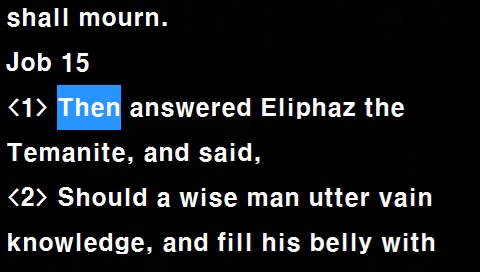 shall mourn.
Job 15
<1> Then answered Eliphaz the
Temanite, and said,
<2> Should a wise man utter vain
knowledge, and fill his belly with